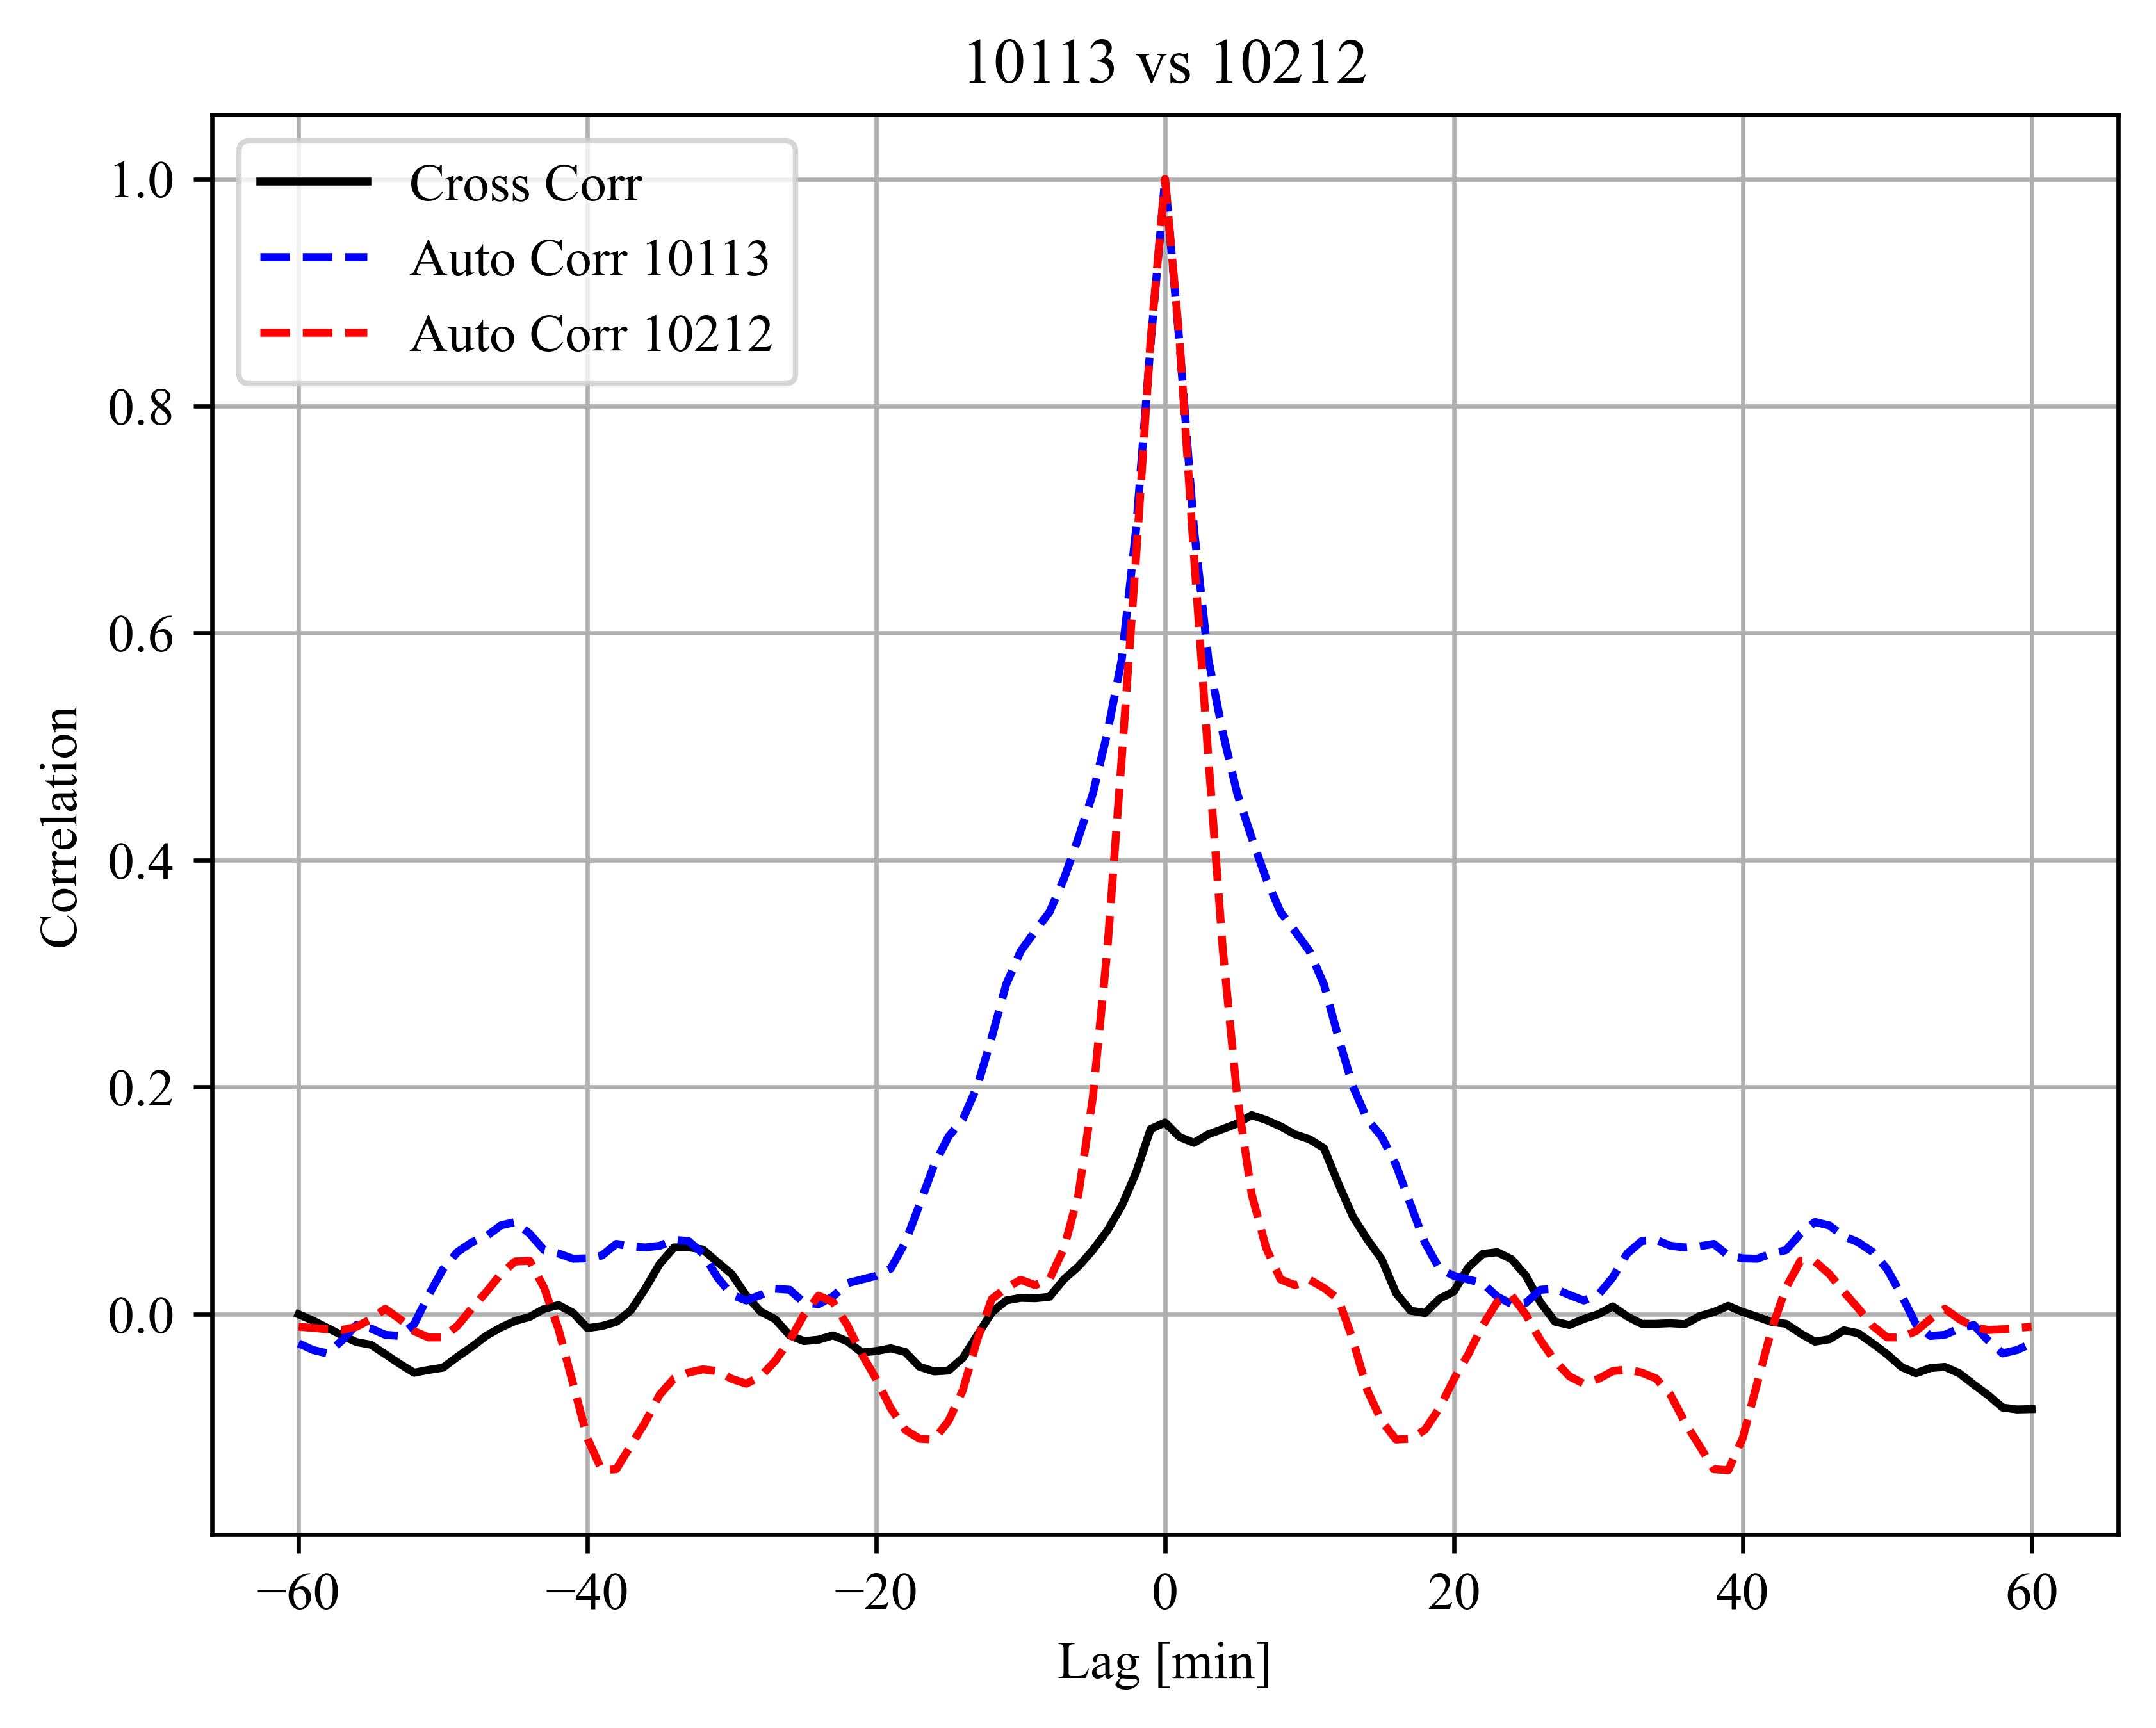 10113 vs 10212
Cross Corr
Auto Corr 10113
Auto Corr 10212
1.0
0.8
0.6
0.4
0.2
0.0
Correlation
−60
−40
−20
0
20
40
60
Lag [min]